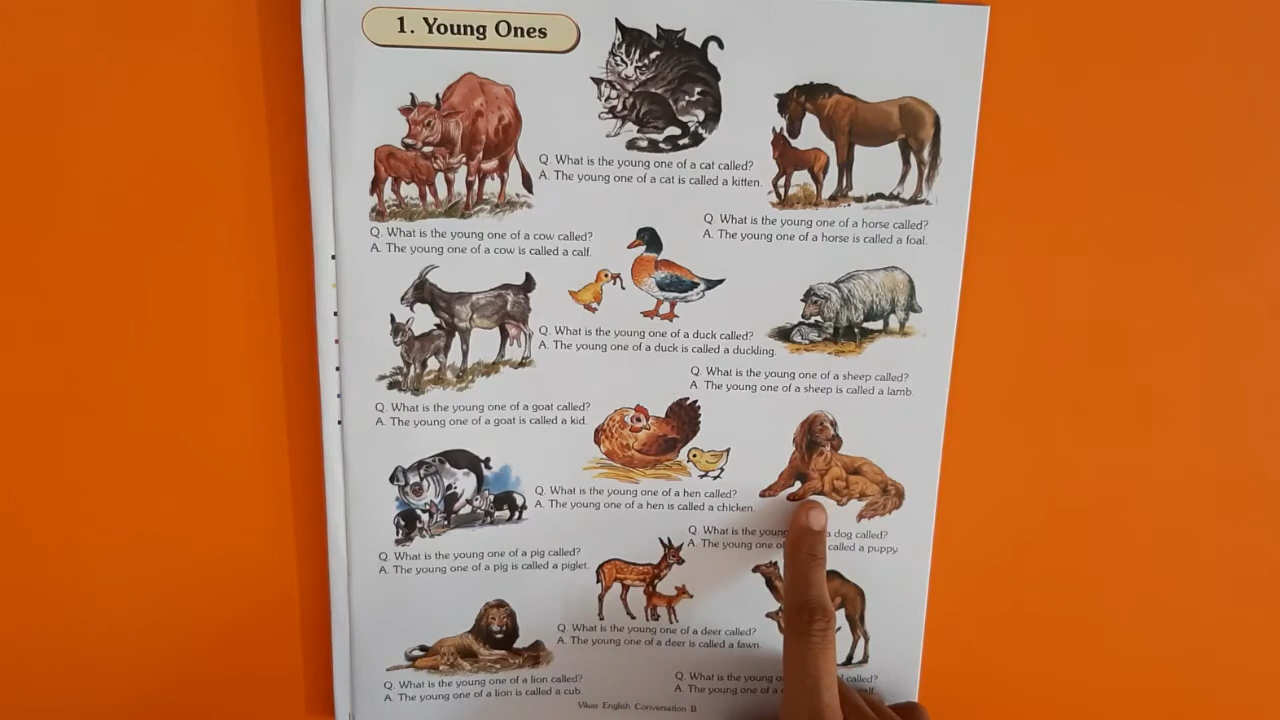 1. Young Ones
Q. What is the young one of a cat called?
A. The young one of a cat is called a kitten.
Q. What is the young one of a cow called?
A. The young one of a cow is called a calf.
Q. What is the young one of a horse called?
A. The young one of a horse is called a foal.
Q. What is the young one of a duck called?
A. The young one of a duck is called a duckling.
Q. What is the young one of a goat called?
A. The young one of a goat is called a kid.
Q. What is the young one of a sheep called?
A. The young one of a sheep is called a lamb.
Q. What is the young one of a hen called?
A. The young one of a hen is called a chicken.
Q. What is the young a dog called?
A. The young one of called a puppy.
Q. What is the young one of a pig called?
A. The young one of a pig is called a piglet.
Q. What is the young one of a deer called?
A. The young one of a deer is called a fawn.
Q. What is the young one of a lion called?
A. The young one of a lion is called a cub.
Q. What is the young called?
A. The young one of a
Vikas English Conversation B